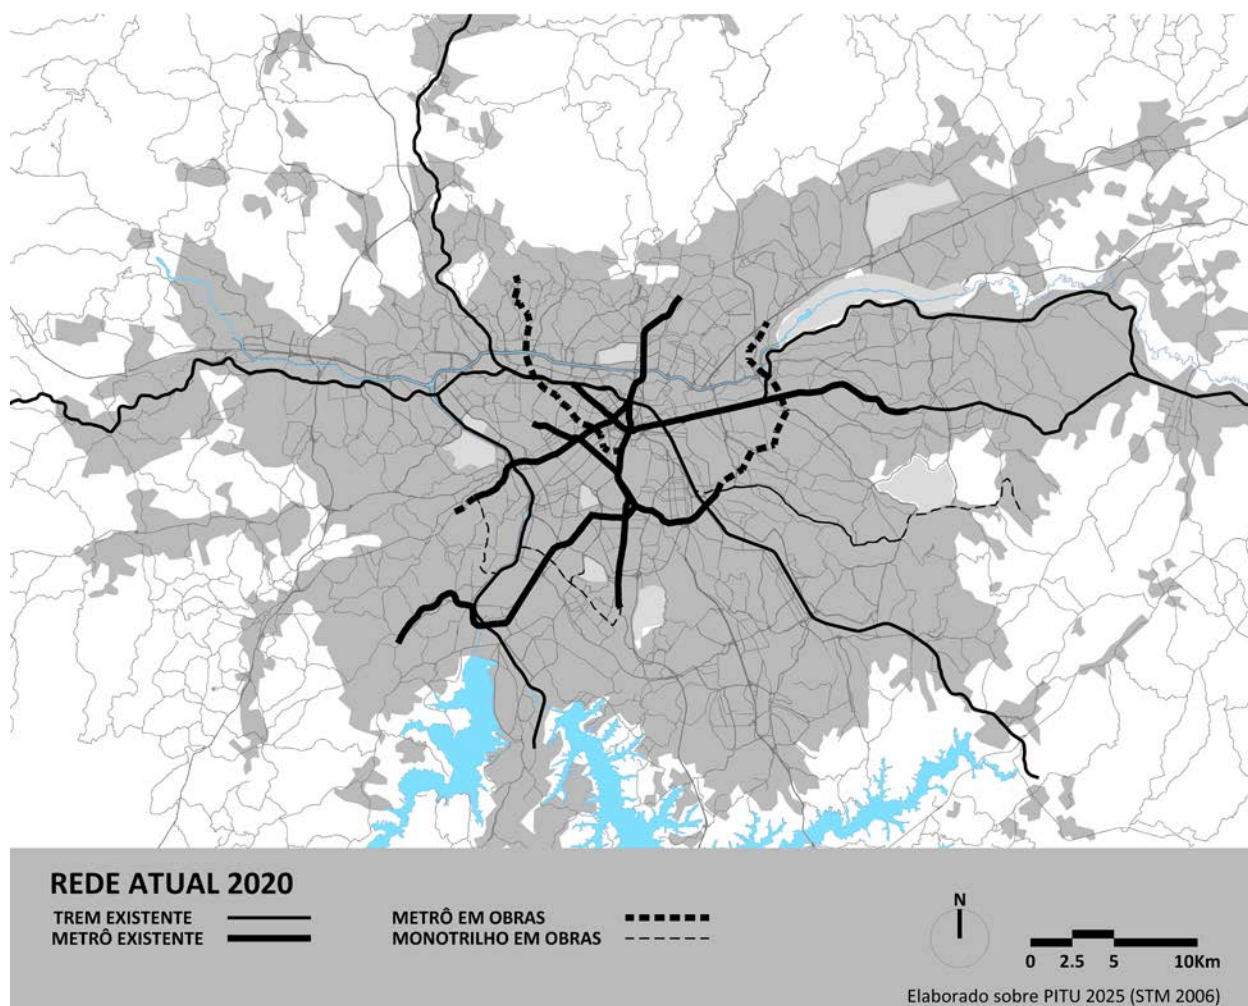 REDE ATUAL 2020
TREM EXISTENTE
METRÔ EXISTENTE
METRÔ EM OBRAS
MONOTRILHO EM OBRAS
N
0 2.5 5 10Km
Elaborado sobre PITU 2025 (STM 2006)